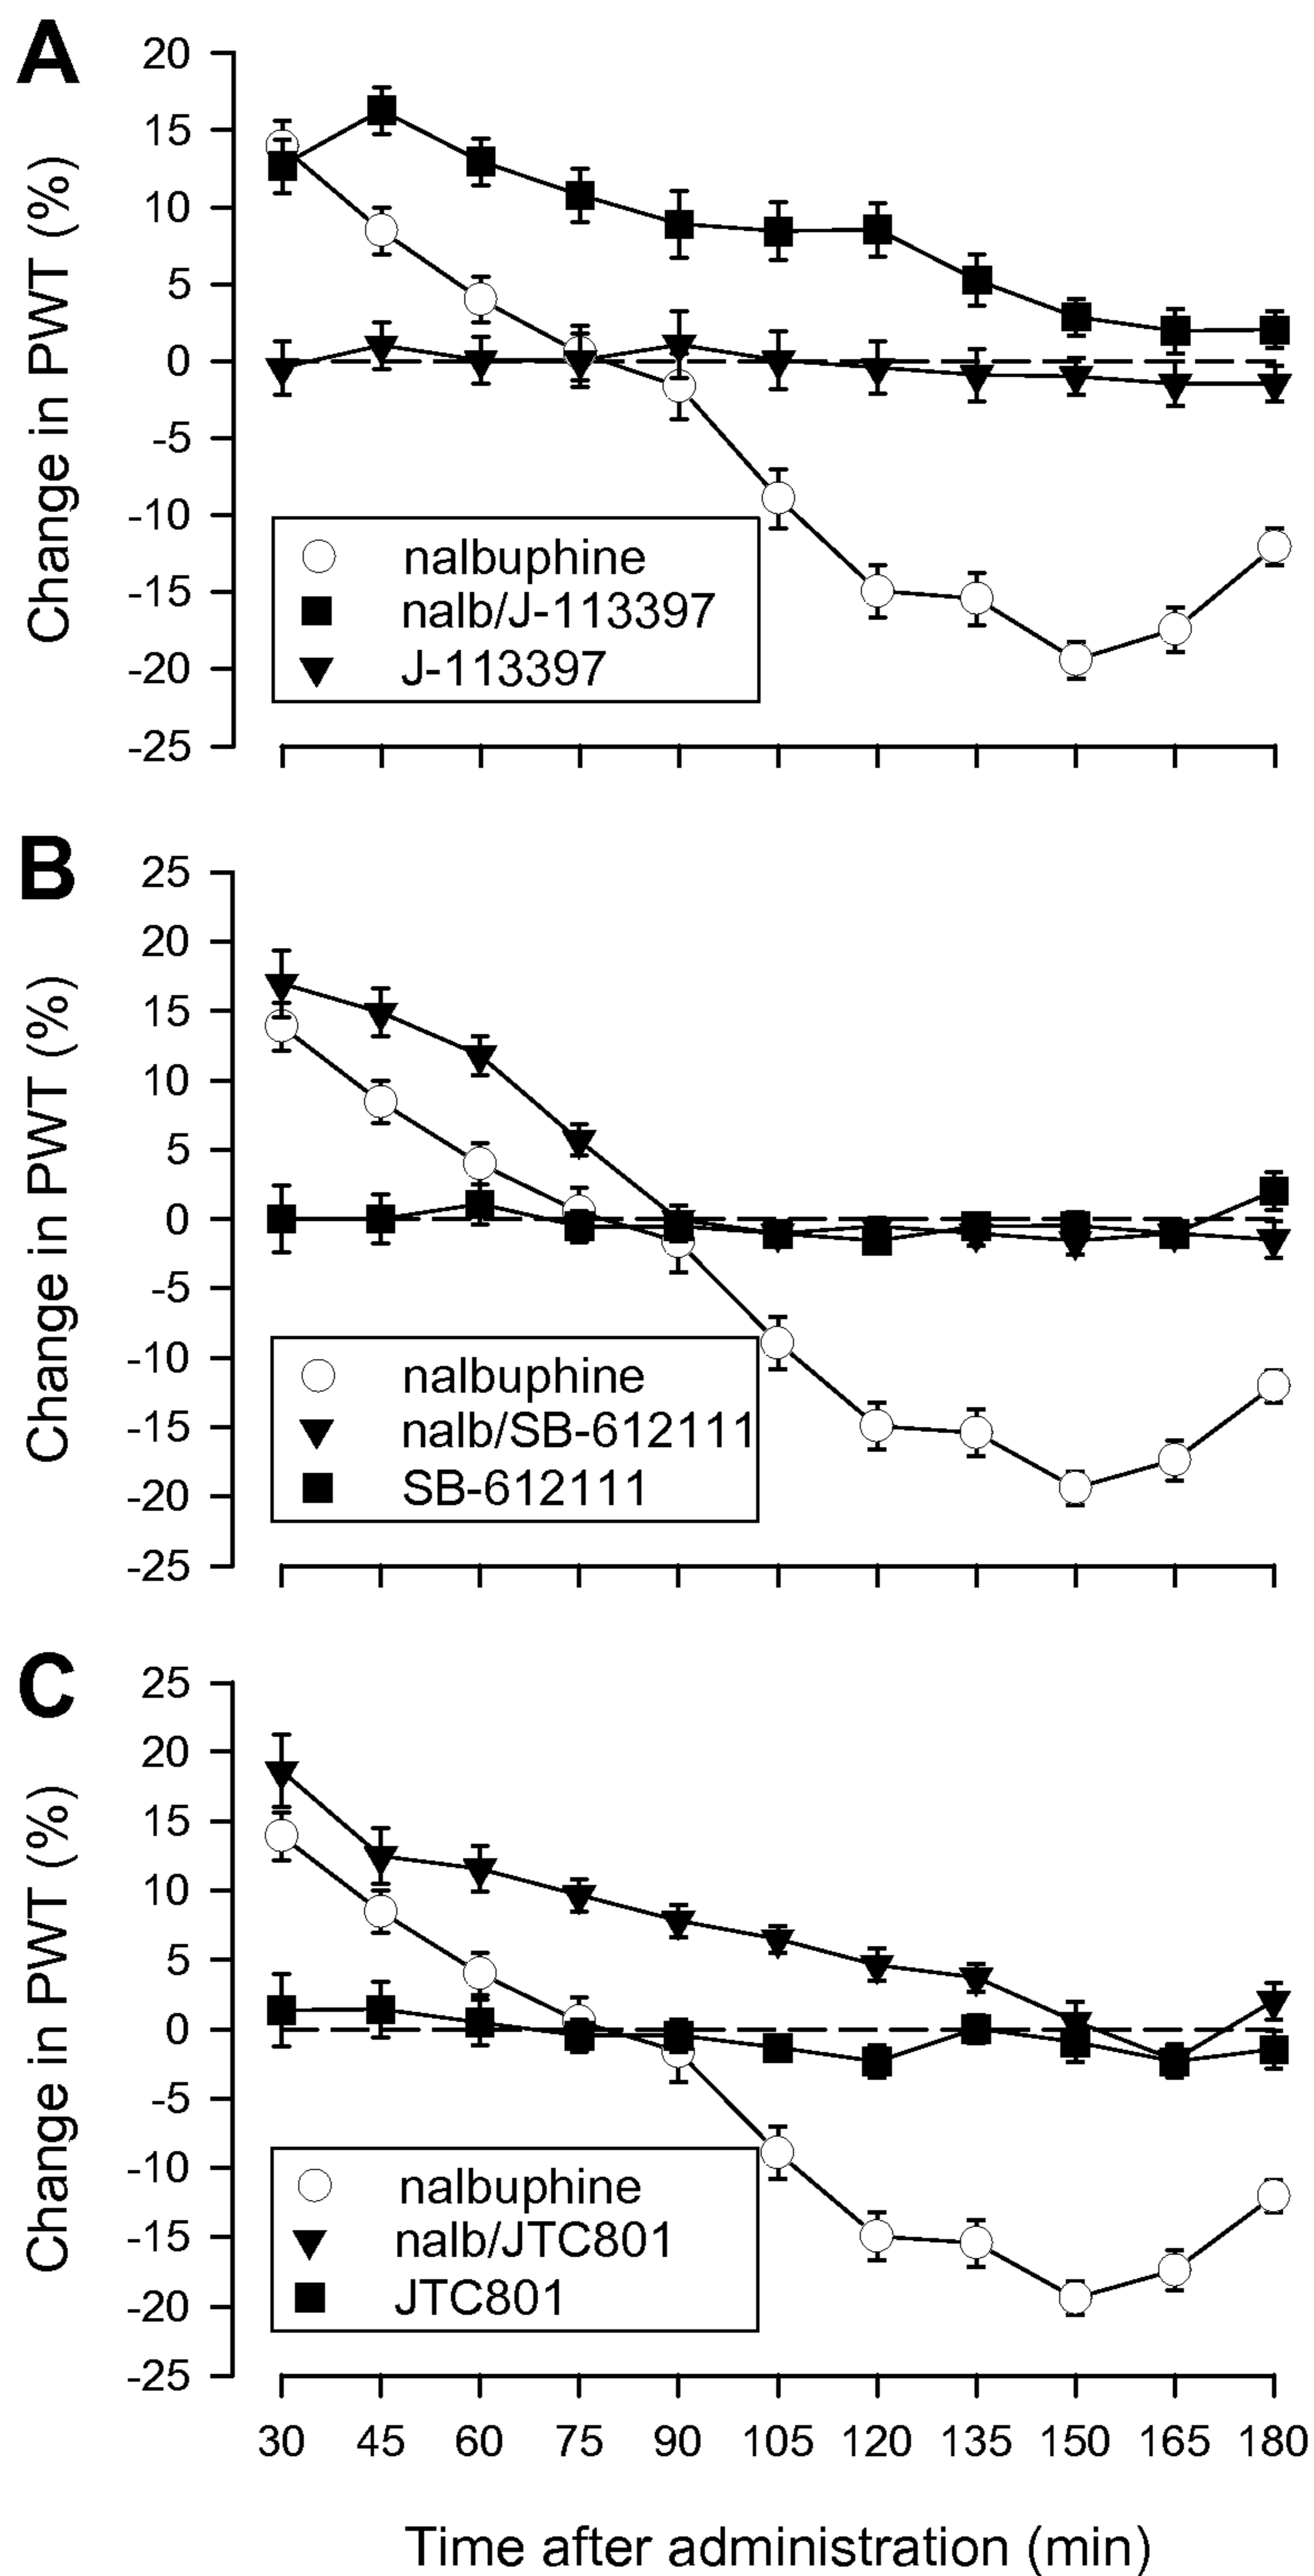 A
Change in PWT (%)
20
15
10
5
0
-5
-10
-15
-20
-25
nalbuphine
nalb/J-113397
J-113397
B
Change in PWT (%)
25
20
15
10
5
0
-5
-10
-15
-20
-25
nalbuphine
nalb/SB-612111
SB-612111
C
Change in PWT (%)
25
20
15
10
5
0
-5
-10
-15
-20
-25
nalbuphine
nalb/JTC801
JTC801
30 45 60 75 90 105 120 135 150 165 180
Time after administration (min)